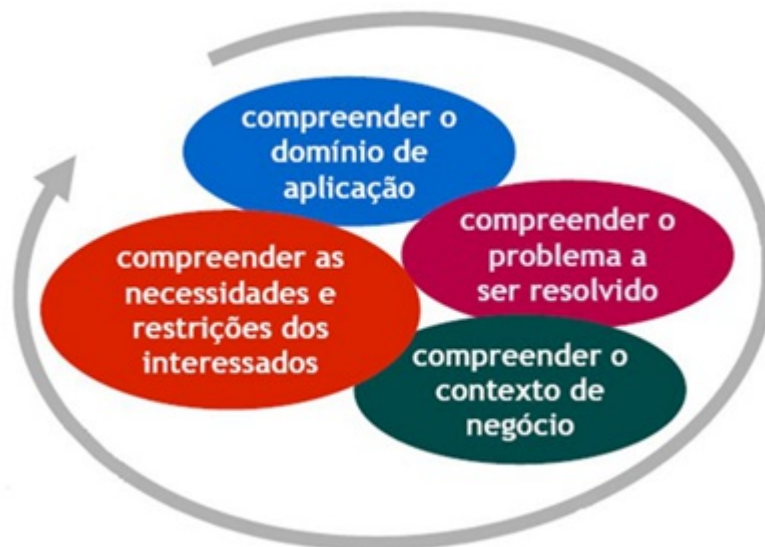 compreender o
domínio de
aplicação
compreender o
problema a
ser resolvido
compreender o
contexto de
negócio
compreender as
necessidades e
restrições dos
interessados